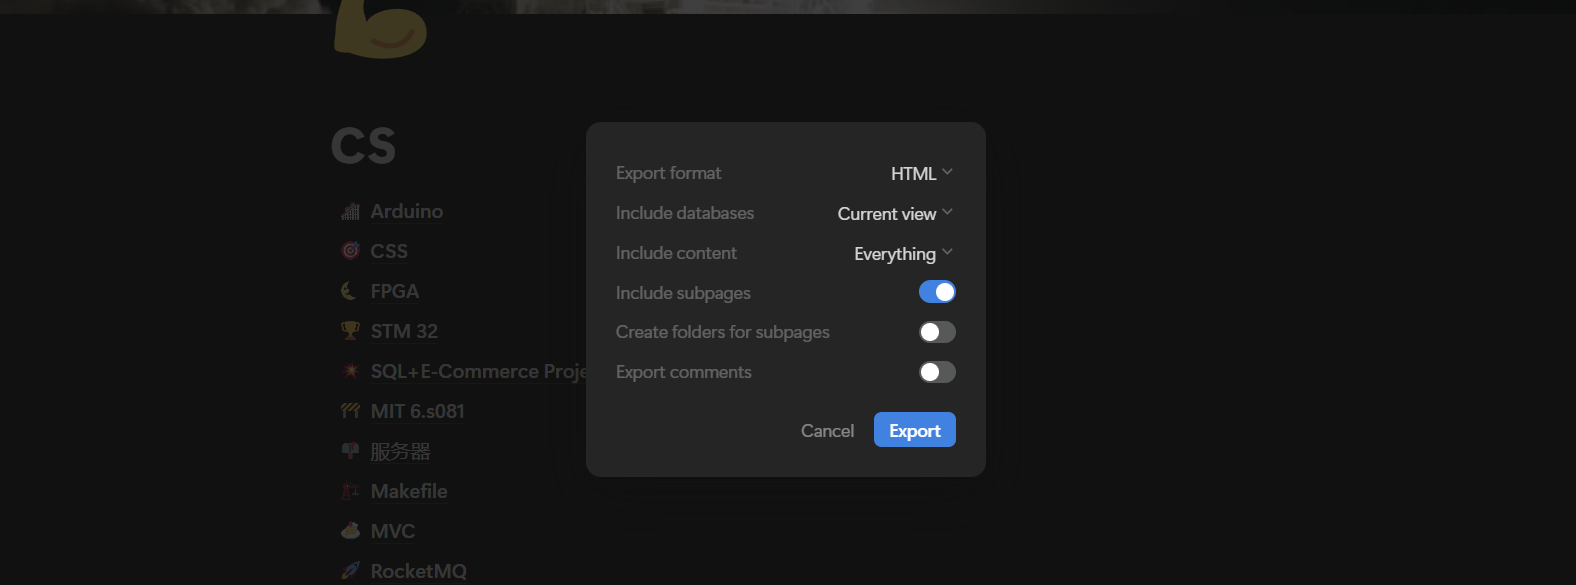 CS
Arduino
CSS
FPGA
STM 32
SQL+E-Commerce Proje
MIT 6.s081
服务器
Makefile
MVC
RocketMQ
Export format HTML
Include databases Current view
Include content Everything
Include subpages
Create folders for subpages
Export comments
Cancel Export